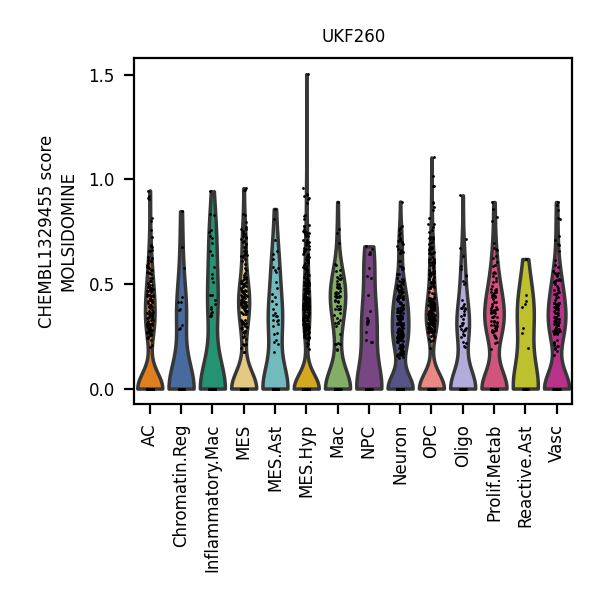 UKF260
CHEMBL1329455 score
MOLSIDOMINE
1.5
1.0
0.5
0.0
AC
Chromatin.Reg
Inflammatory.Mac
MES
MES.Ast
MES.Hyp
Mac
NPC
Neuron
OPC
Oligo
Prolif.Metab
Reactive.Ast
Vasc